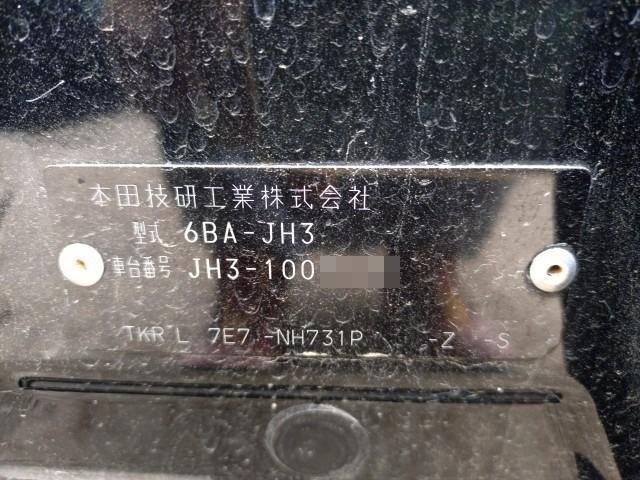 本田技研工業株式会社
型式 6BA-JH3
車台番号 JH3-100
TKR L 7E7 -NH731P -Z -S